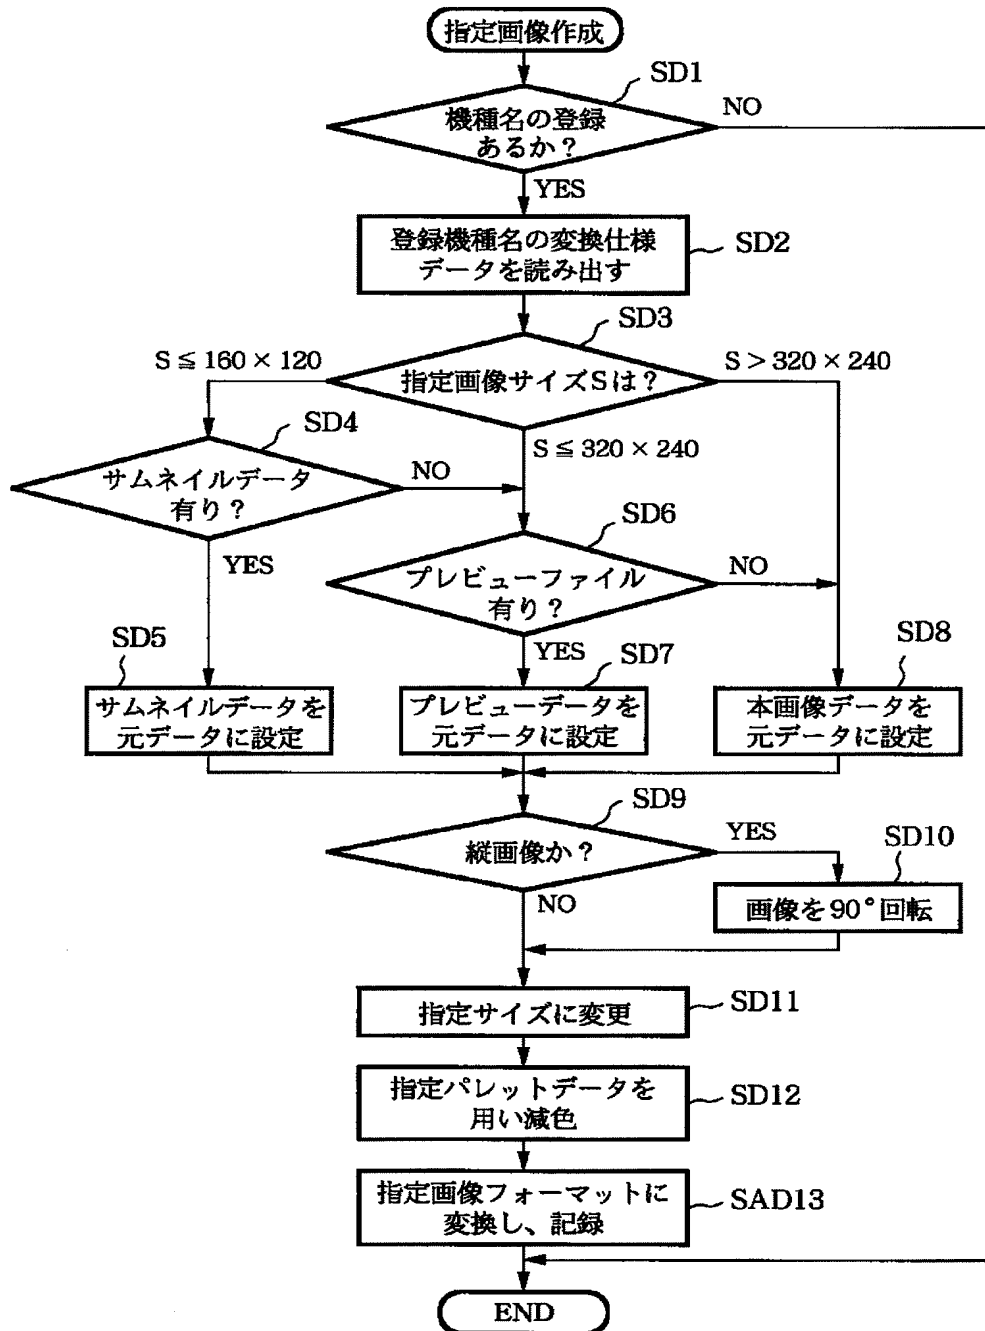 指定画像作成
SD1
機種名の登録
あるか？
NO
YES
登録機種名の変換仕様
データを読み出す
SD2
SD3
S≦160×120
指定画像サイズSは？
S＞320×240
SD4
S≦320×240
サムネイルデータ
有り？
NO
YES
SD6
プレビューファイル
有り？
NO
YES
SD5
サムネイルデータを
元データに設定
SD7
プレビューデータを
元データに設定
SD8
本画像データを
元データに設定
SD9
縦画像か？
YES
NO
SD10
画像を90°回転
指定サイズに変更
SD11
指定パレットデータを
用い減色
SD12
指定画像フォーマットに
変換し、記録
SAD13
END